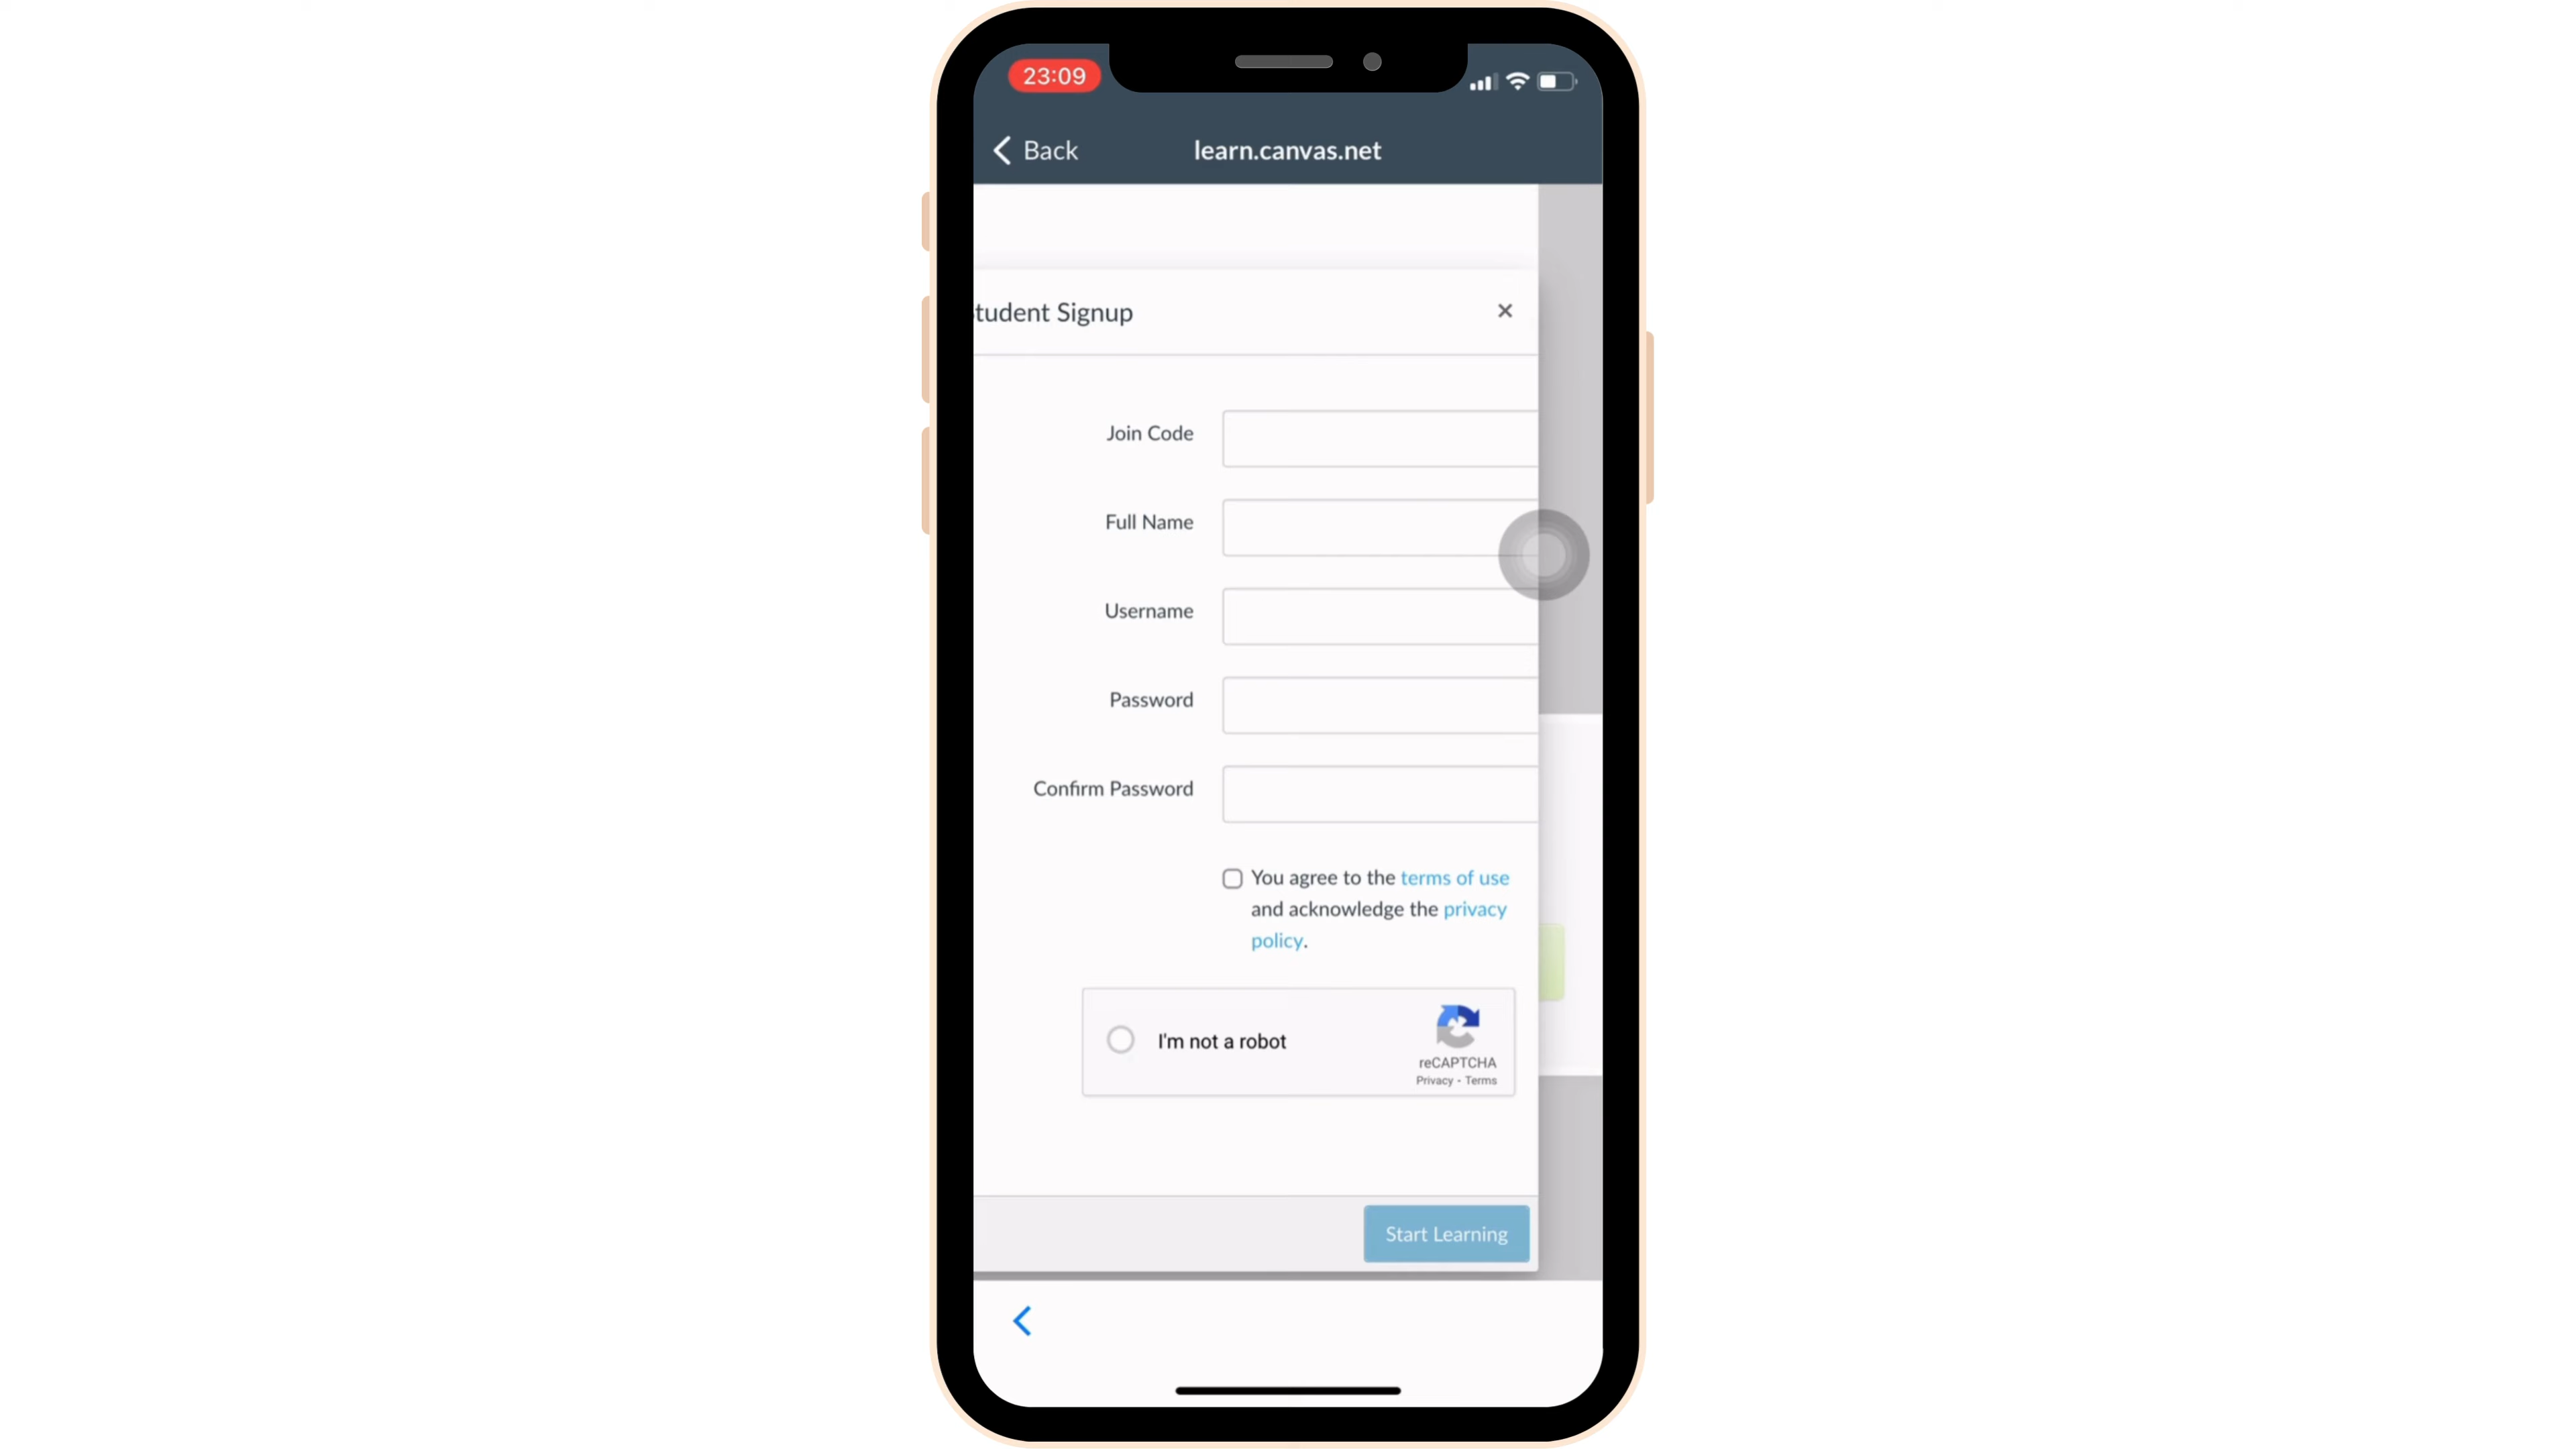 23:09
Back
learn.canvas.net
tudent Signup
Join Code
Full Name
Username
Password
Confirm Password
You agree to the terms of use
and acknowledge the privacy
policy.
I'm not a robot
reCAPTCHA
Privacy - Terms
Start Learning